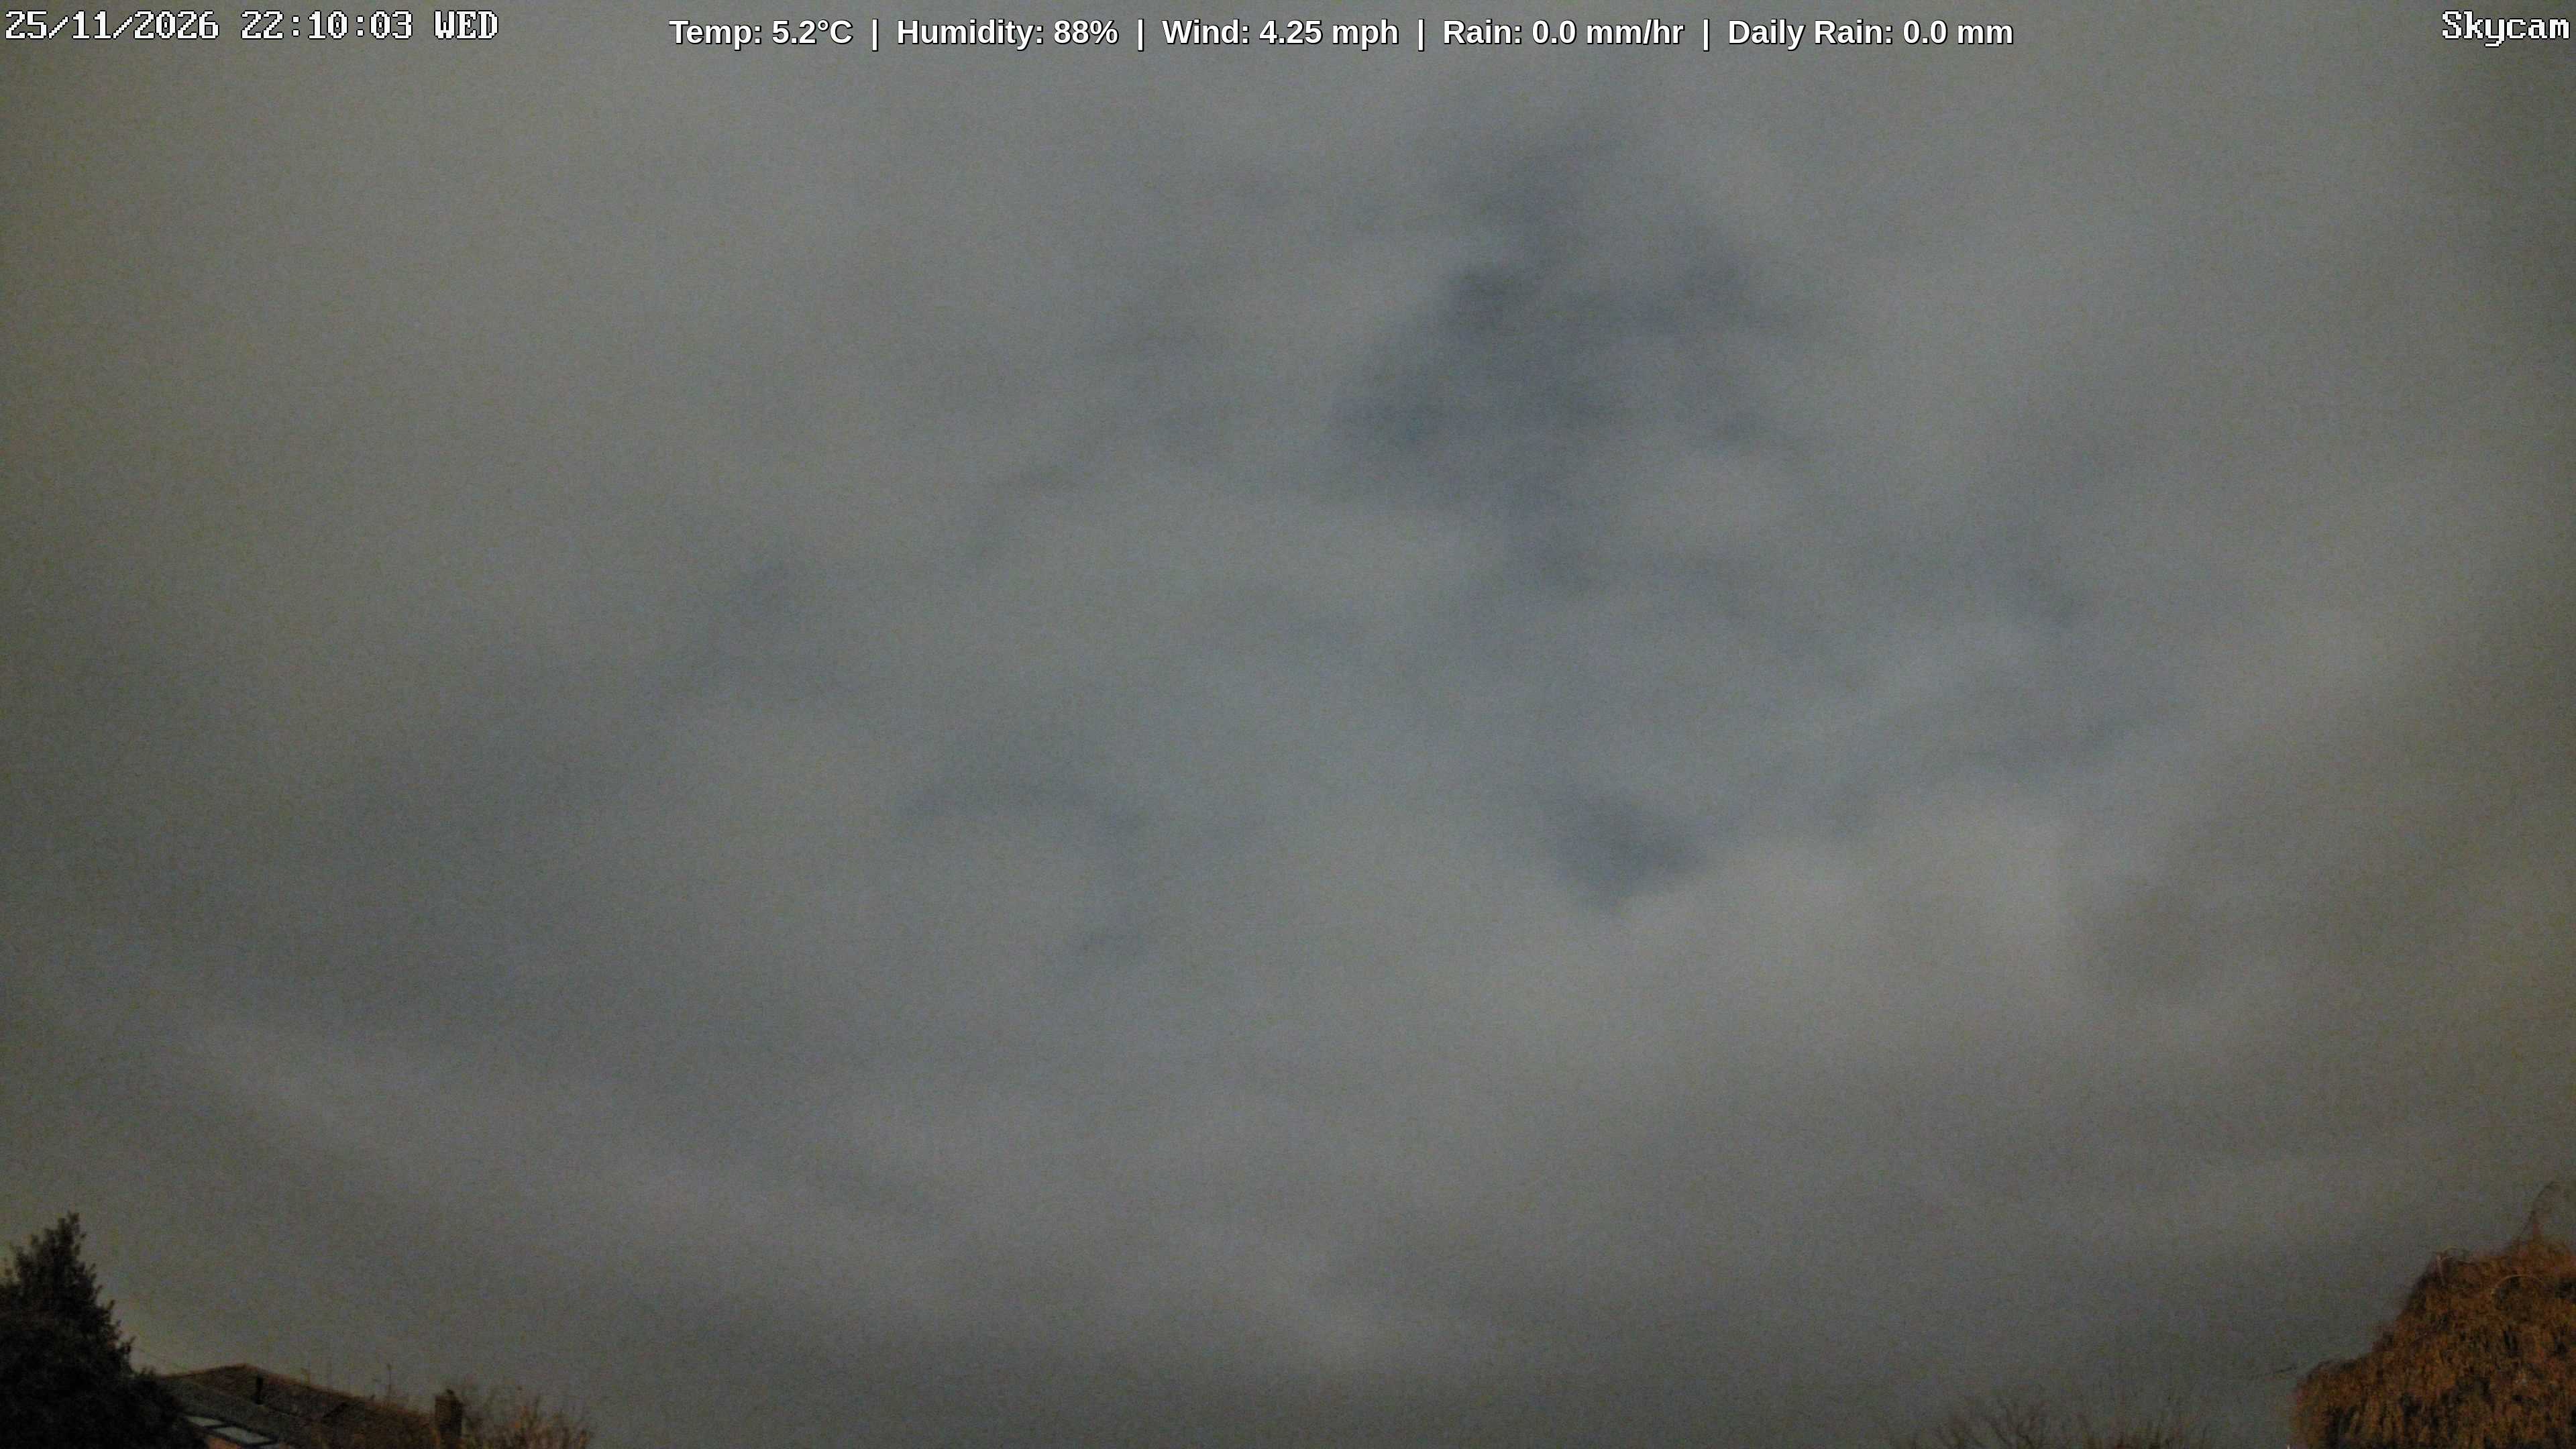 25/11/2026 22:10:03 WED
Temp: 5.2°C | Humidity: 88% | Wind: 4.25 mph | Rain: 0.0 mm/hr | Daily Rain: 0.0 mm
Skycam